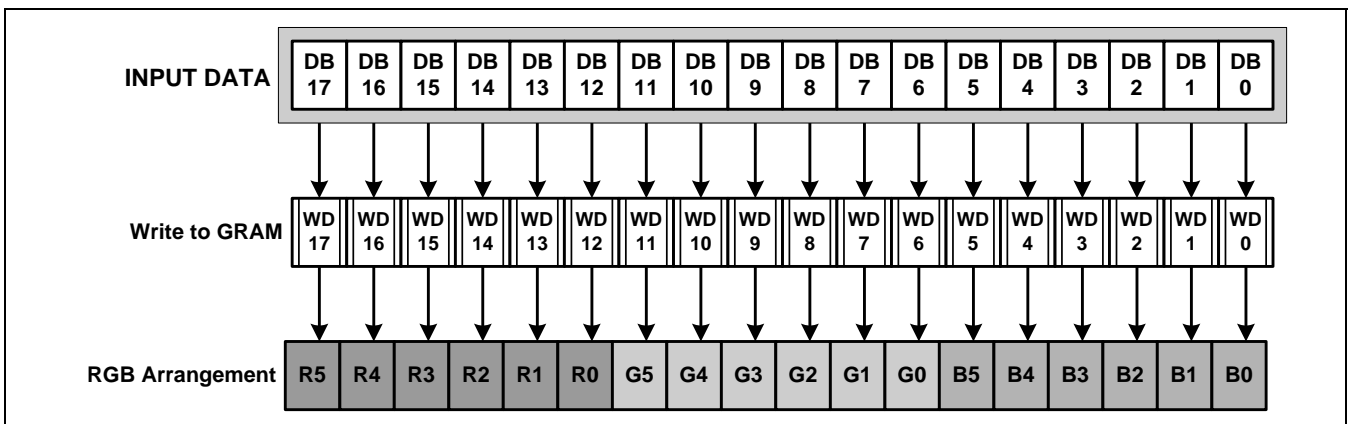 INPUT DATA DB 17 DB 16 DB 15 DB 14 DB 13 DB 12 DB 11 DB 10 DB 9 DB 8 DB 7 DB 6 DB 5 DB 4 DB 3 DB 2 DB 1 DB 0
Write to GRAM WD 17 WD 16 WD 15 WD 14 WD 13 WD 12 WD 11 WD 10 WD 9 WD 8 WD 7 WD 6 WD 5 WD 4 WD 3 WD 2 WD 1 WD 0
RGB Arrangement R5 R4 R3 R2 R1 R0 G5 G4 G3 G2 G1 G0 B5 B4 B3 B2 B1 B0